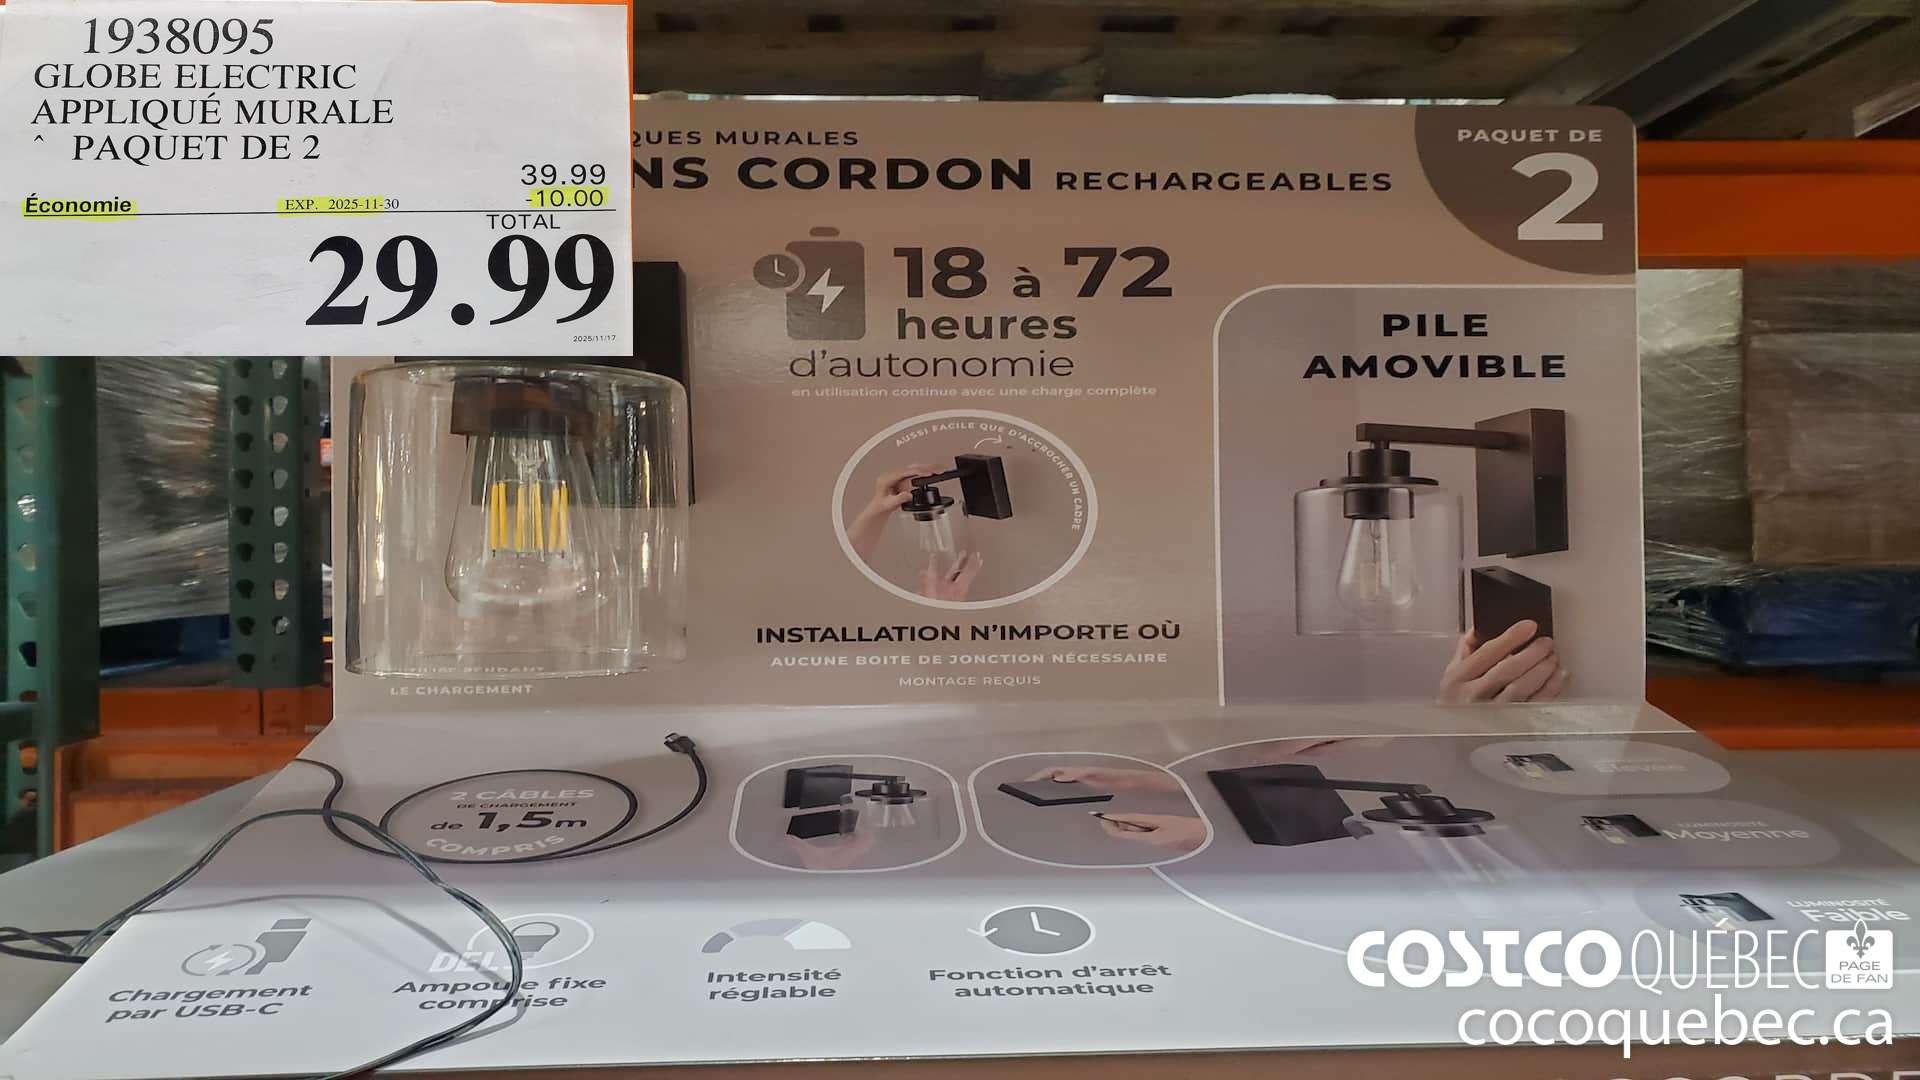 1938095
GLOBE ELECTRIC
APPLIQUÉ MURALE
^ PAQUET DE 2
39.99
Économie EXP. 2025-11-30 -10.00
TOTAL
29.99
2025/11/17
QUES MURALES
NS CORDON RECHARGEABLES
PAQUET DE
2
18 à 72
heures
d'autonomie
en utilisation continue avec une charge complète
AUSSI FACILE QUE D'ACCROCHER UN CADRE
INSTALLATION N'IMPORTE OÙ
AUCUNE BOITE DE JONCTION NÉCESSAIRE
MONTAGE REQUIS
PILE
AMOVIBLE
PENDANT
LE CHARGEMENT
2 CÂBLES
DE CHARGEMENT
de 1,5m
COMPRIS
Élevée
LUMINOSITÉ
Moyenne
LUMINOSITÉ
Faible
Chargement
par USB-C
DEL
Ampoule fixe
comprise
Intensité
réglable
Fonction d'arrêt
automatique
COSTCO QUÉBEC PAGE DE FAN
cocoquebec.ca